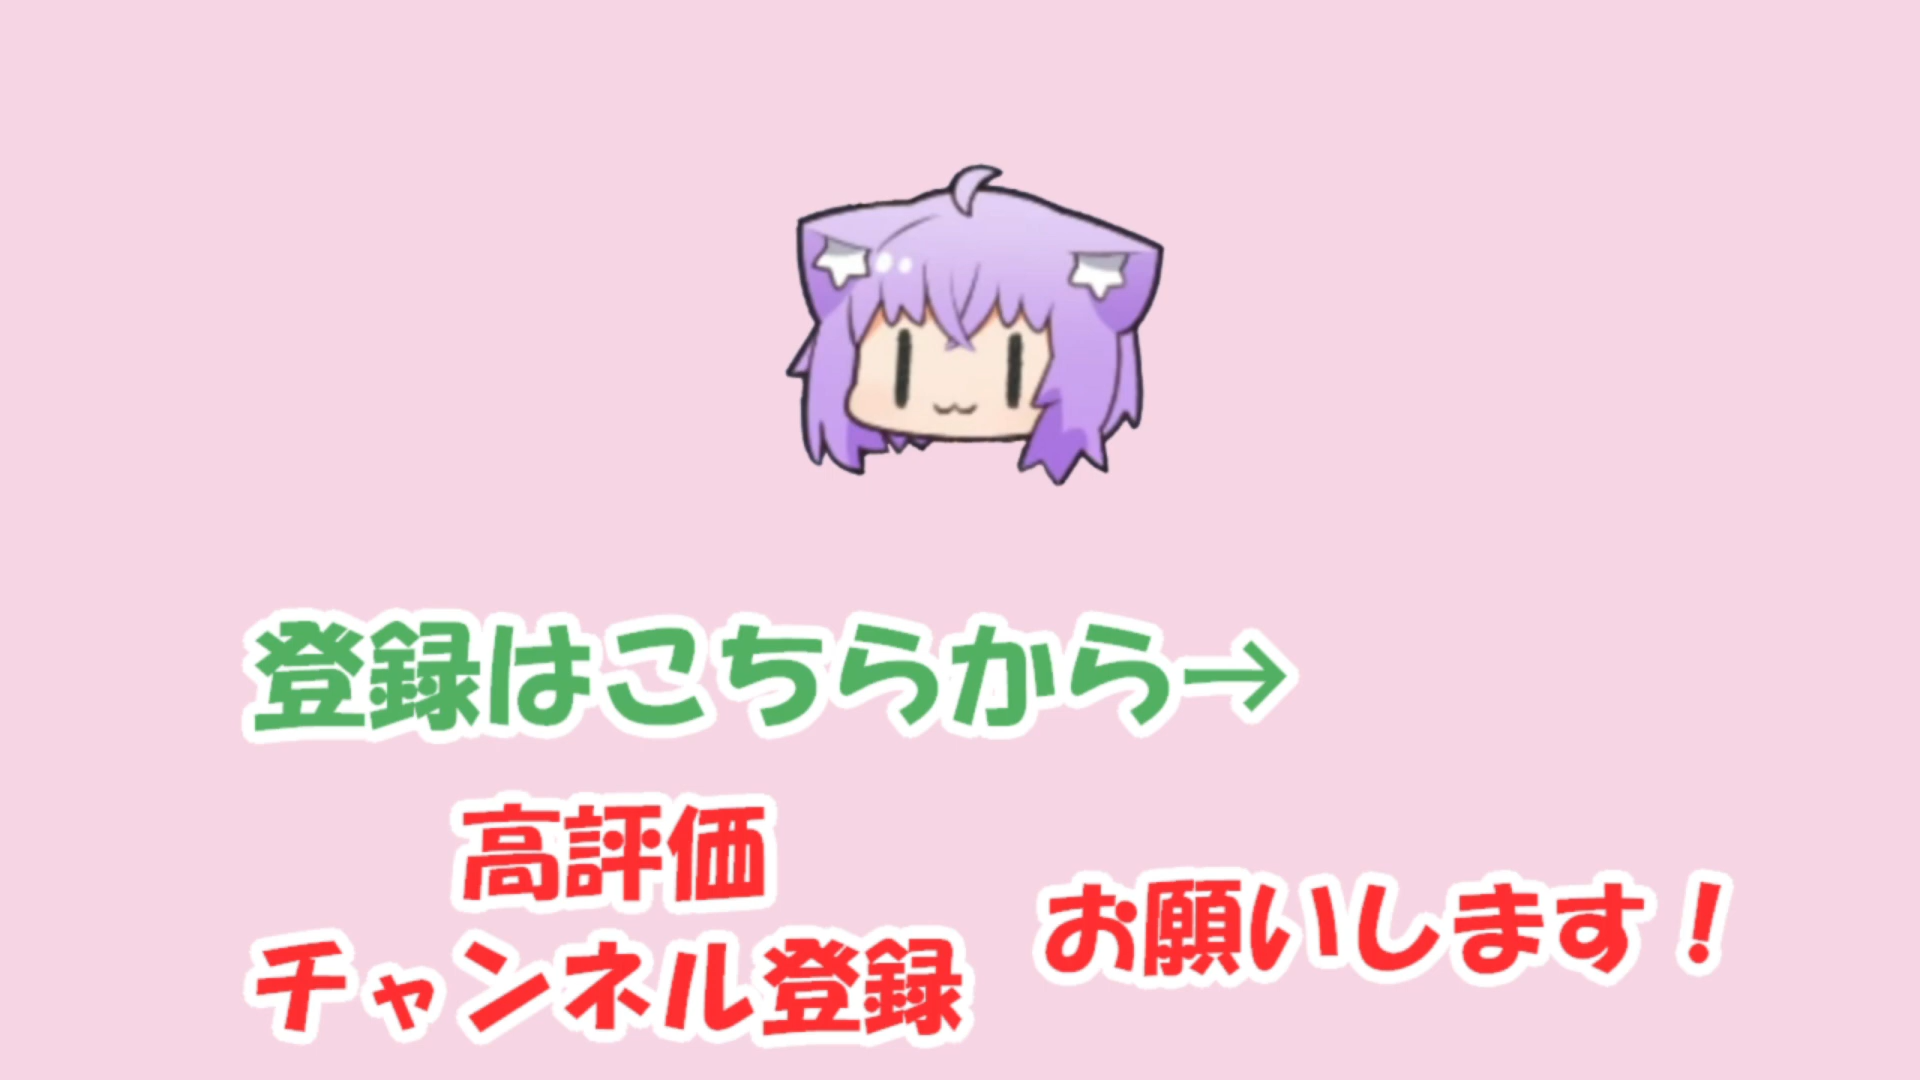 登録はこちらから→
高評価
チャンネル登録
お願いします！